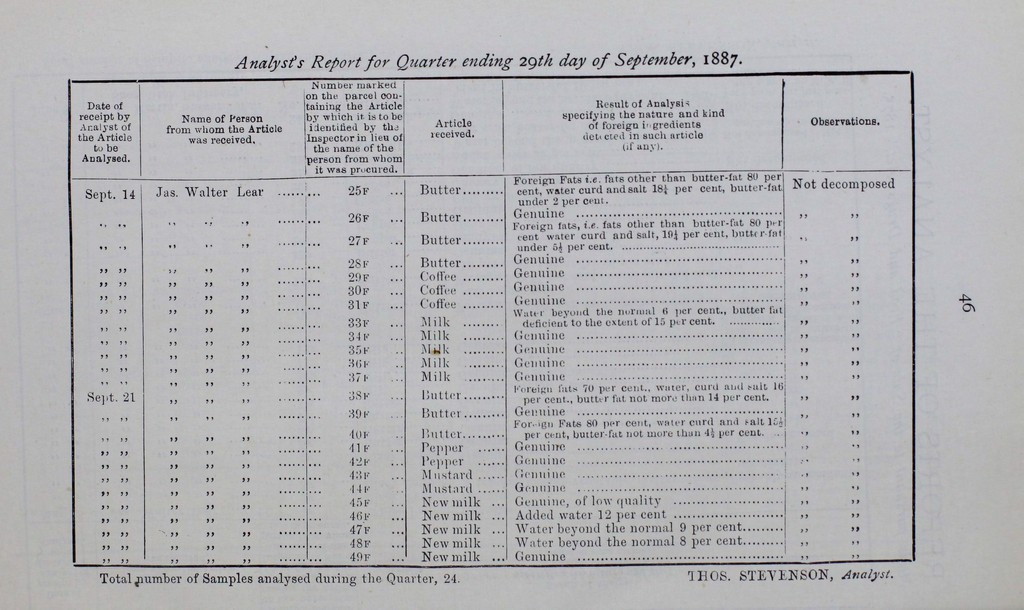 Analyst's Report for Quarter ending 29th day of September, 1887.
Date of receipt by Analyst of the Article to be Analysed.
Name of Person from whom the Article was received.
Number marked on the parcel containing the Article by which it is to be identified by the Inspector in lieu of the name of the person from whom it was procured.
Article received.
Result of Analysis specifying the nature and kind of foreign ingredients detected in such article (if any).
Observations.
Sept. 14 Jas. Walter Lear ......... 25F ... Butter......... Foreign Fats i.e. fats other than butter-fat 80 per cent, water curd and salt 18¼ per cent, butter-fat under 2 per cent. Not decomposed
,, ,, ,, ,, ,, ......... 26F ... Butter......... Genuine ......... ,, ,,
,, ,, ,, ,, ,, ......... 27F ... Butter......... Foreign fats, i.e. fats other than butter-fat 80 per cent water curd and salt, 19¼ per cent, butter-fat under 5½ per cent. ......... ,, ,,
,, ,, ,, ,, ,, ......... 28F ... Butter......... Genuine ......... ,, ,,
,, ,, ,, ,, ,, ......... 29F ... Coffee ......... Genuine ......... ,, ,,
,, ,, ,, ,, ,, ......... 30F ... Coffee ......... Genuine ......... ,, ,,
,, ,, ,, ,, ,, ......... 31F ... Coffee ......... Genuine ......... ,, ,,
,, ,, ,, ,, ,, ......... 33F ... Milk ......... Water beyond the normal 6 per cent., butter fat deficient to the extent of 15 per cent. ......... ,, ,,
,, ,, ,, ,, ,, ......... 34F ... Milk ......... Genuine ......... ,, ,,
,, ,, ,, ,, ,, ......... 35F ... Milk ......... Genuine ......... ,, ,,
,, ,, ,, ,, ,, ......... 36F ... Milk ......... Genuine ......... ,, ,,
,, ,, ,, ,, ,, ......... 37F ... Milk ......... Genuine ......... ,, ,,
Sept. 21 ,, ,, ,, ......... 38F ... Butter......... Foreign fats 70 per cent., water, curd and salt 16 per cent., butter fat not more than 14 per cent. ,, ,,
,, ,, ,, ,, ,, ......... 39F ... Butter......... Genuine ......... ,, ,,
,, ,, ,, ,, ,, ......... 40F ... Butter......... Foreign Fats 80 per cent, water curd and salt 15½ per cent, butter-fat not more than 4½ per cent. ... ,, ,,
,, ,, ,, ,, ,, ......... 41F ... Pepper ...... Genuine ......... ,, ,,
,, ,, ,, ,, ,, ......... 42F ... Pepper ...... Genuine ......... ,, ,,
,, ,, ,, ,, ,, ......... 43F ... Mustard ...... Genuine ......... ,, ,,
,, ,, ,, ,, ,, ......... 44F ... Mustard ...... Genuine ......... ,, ,,
,, ,, ,, ,, ,, ......... 45F ... New milk ... Genuine, of low quality ......... ,, ,,
,, ,, ,, ,, ,, ......... 46F ... New milk ... Added water 12 per cent ......... ,, ,,
,, ,, ,, ,, ,, ......... 47F ... New milk ... Water beyond the normal 9 per cent......... ,, ,,
,, ,, ,, ,, ,, ......... 48F ... New milk ... Water beyond the normal 8 per cent......... ,, ,,
,, ,, ,, ,, ,, ......... 49F ... New milk ... Genuine ......... ,, ,,
Total number of Samples analysed during the Quarter, 24. THOS. STEVENSON, Analyst.
46